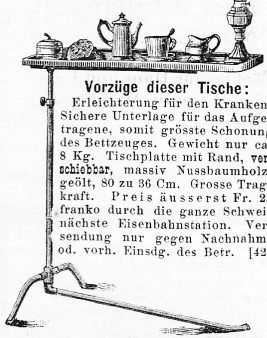 Vorzüge dieser Tische:
Erleichterung für den Kranken
Sichere Unterlage für das Aufge
tragene, somit grösste Schonung
des Bettzeuges. Gewicht nur ca
8 Kg. Tischplatte mit Rand, ver
schiebbar, massiv Nussbaumholz
geölt, 80 zu 36 Cm. Grosse Trag
kraft. Preis äusserst Fr. 2
franko durch die ganze Schwei
nächste Eisenbahnstation. Ver
sendung nur gegen Nachnahm
od. vorh. Einsdg. des Betr. [42